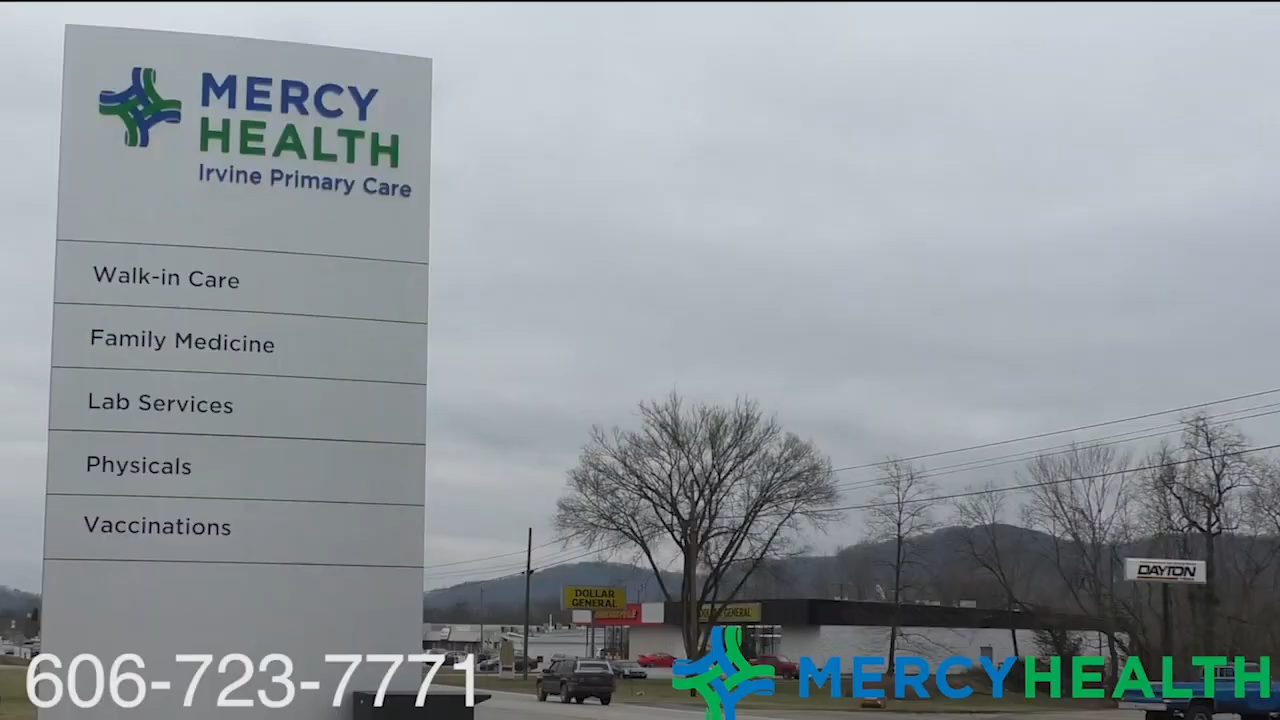 MERCY
HEALTH
Irvine Primary Care
Walk-in Care
Family Medicine
Lab Services
Physicals
Vaccinations
DOLLAR
GENERAL
GENERAL
DAYTON
606-723-7771
MERCYHEALTH